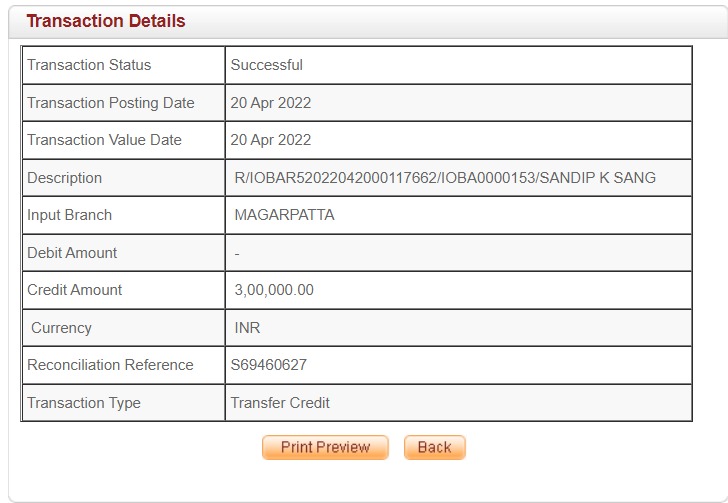 Transaction Details
Transaction Status Successful
Transaction Posting Date 20 Apr 2022
Transaction Value Date 20 Apr 2022
Description R/IOBAR52022042000117662/IOBA0000153/SANDIP K SANG
Input Branch MAGARPATTA
Debit Amount -
Credit Amount 3,00,000.00
Currency INR
Reconciliation Reference S69460627
Transaction Type Transfer Credit
Print Preview Back